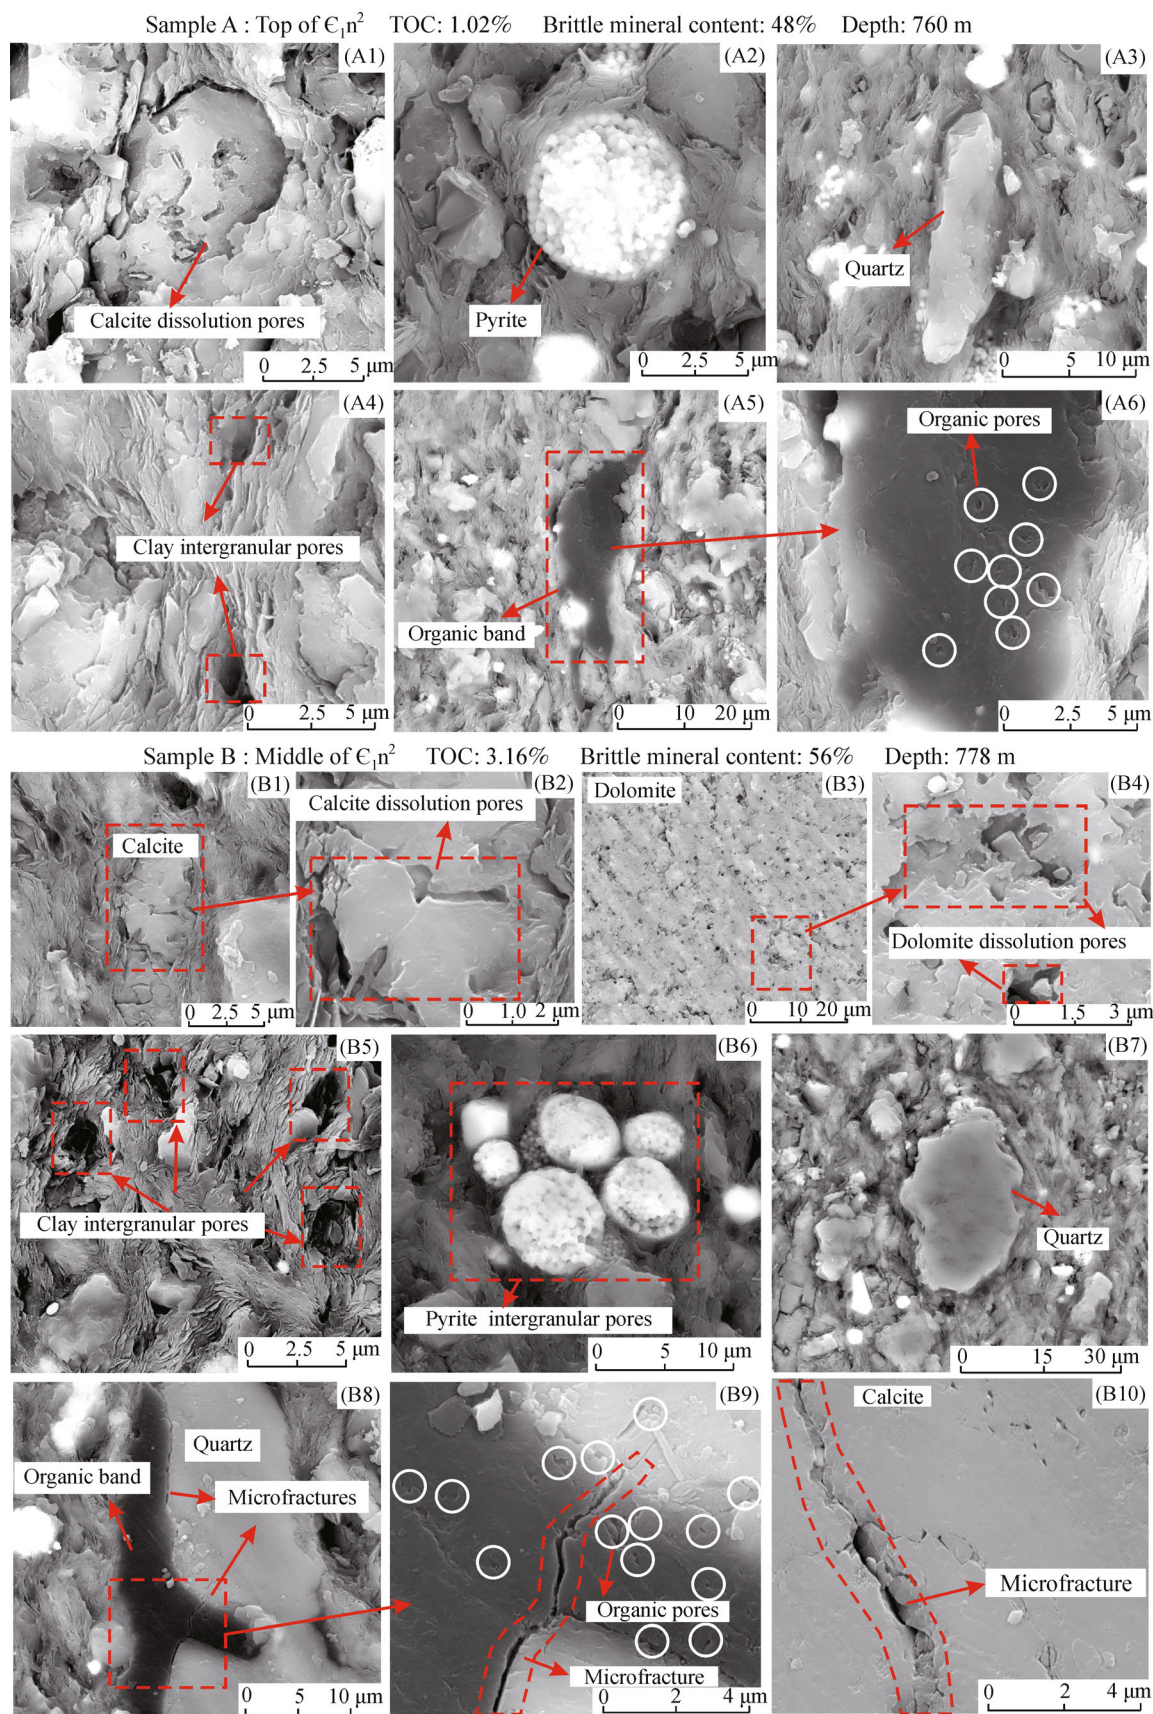 Sample A : Top of Є₁n² TOC: 1.02% Brittle mineral content: 48% Depth: 760 m
(A1)
Calcite dissolution pores
0 2.5 5 μm
(A2)
Pyrite
0 2.5 5 μm
(A3)
Quartz
0 5 10 μm
(A4)
Clay intergranular pores
0 2.5 5 μm
(A5)
Organic band
0 10 20 μm
(A6)
Organic pores
0 2.5 5 μm
Sample B : Middle of Є₁n² TOC: 3.16% Brittle mineral content: 56% Depth: 778 m
(B1)
Calcite
0 2.5 5 μm
(B2)
Calcite dissolution pores
0 1.0 2 μm
(B3)
Dolomite
0 10 20 μm
(B4)
Dolomite dissolution pores
0 1.5 3 μm
(B5)
Clay intergranular pores
0 2.5 5 μm
(B6)
Pyrite intergranular pores
0 5 10 μm
(B7)
Quartz
0 15 30 μm
(B8)
Quartz
Organic band
Microfractures
0 5 10 μm
(B9)
Organic pores
Microfracture
0 2 4 μm
(B10)
Calcite
Microfracture
0 2 4 μm